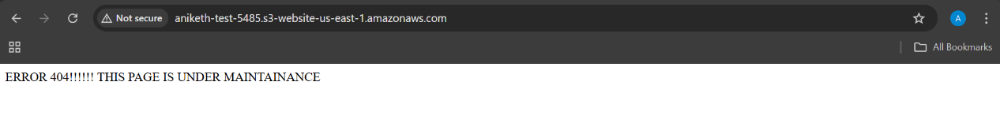 Not secure
aniketh-test-5485.s3-website-us-east-1.amazonaws.com
A
All Bookmarks
ERROR 404!!!!!! THIS PAGE IS UNDER MAINTAINANCE